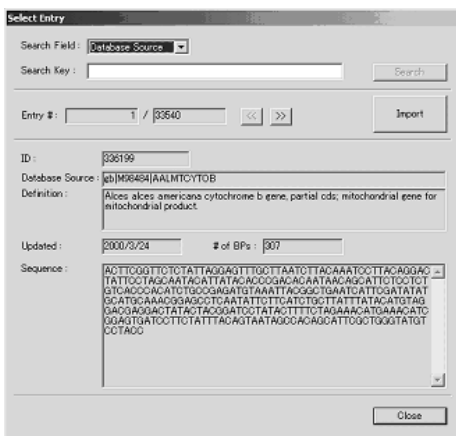 Select Entry
Search Field : Database Source
Search Key : Search
Entry #: 1 / 33540 << >> Import
ID : 336199
Database Source : gb|M98484|AALMTCYTOB
Definition : Alces alces americana cytochrome b gene, partial cds; mitochondrial gene for
mitochondrial product.
Updated : 2000/3/24 # of BPs : 307
Sequence : ACTTCGGTTCTCTATTAGGAGTTTGCTTAATCTTACAAATCCTTACAGGAC
TATTCCTAGCAATACATTATACACCCGACACAATAACAGCATTCTCCTCT
GTCACCCACATCTGCCGAGATGTAAATTACGGCTGAATCATTCGATATAT
GCATGCAAACGGAGCCTCAATATTCTTCATCTGCTTATTTATACATGTAG
GACGAGGACTATACTACGGATCCTATACTTTTCTAGAAACATGAAACATC
GGAGTGATCCTTCTATTTACAGTAATAGCCACAGCATTCGCTGGGTATGT
CCTACC
Close